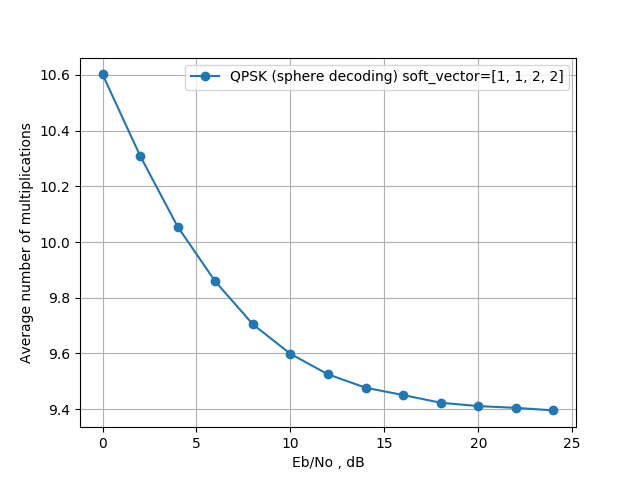 QPSK (sphere decoding) soft_vector=[1, 1, 2, 2]
Average number of multiplications
10.6
10.4
10.2
10.0
9.8
9.6
9.4
0 5 10 15 20 25
Eb/No , dB